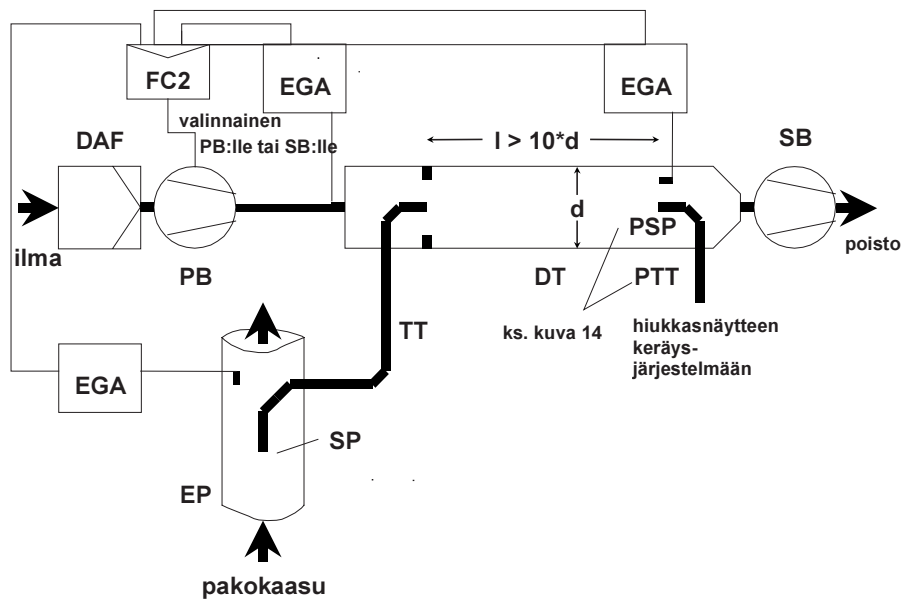 FC2
EGA
EGA
valinnainen
PB:lle tai SB:lle
DAF
l > 10*d
SB
d
PSP
ilma
PB
DT
PTT
poisto
TT
ks. kuva 14
hiukkasnäytteen
keräys-
järjestelmään
EGA
SP
EP
pakokaasu